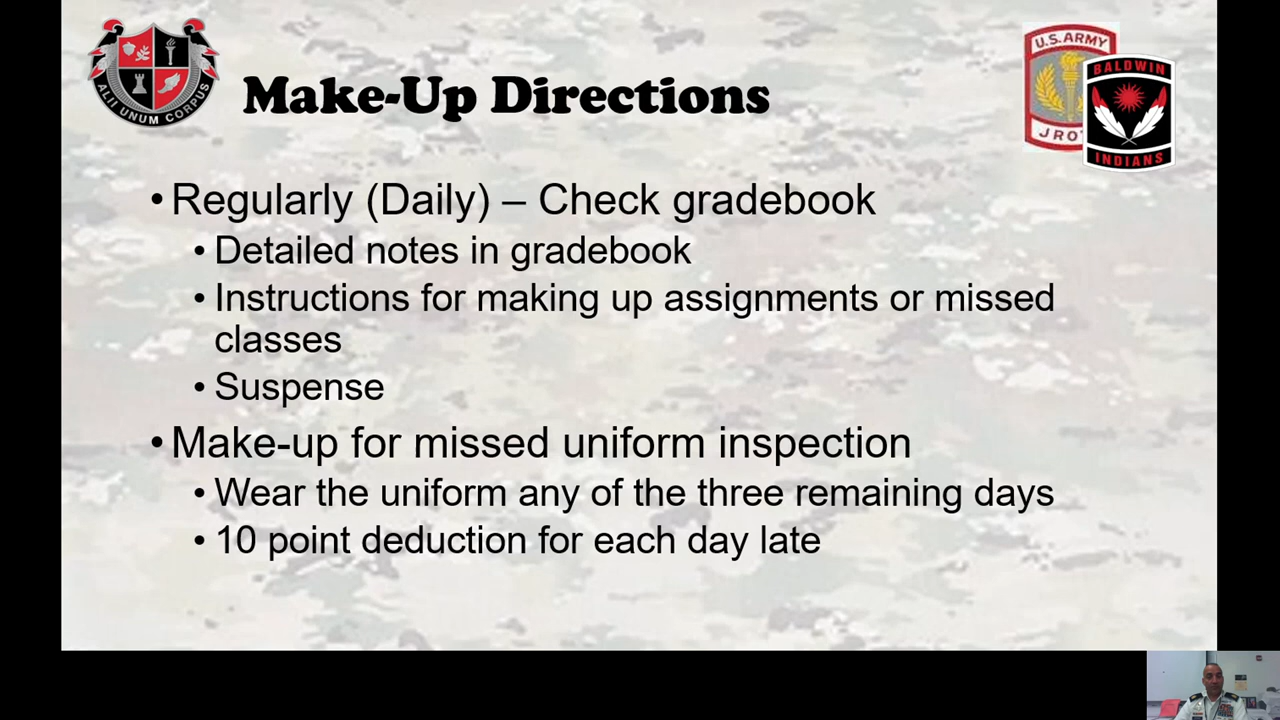 ALII UNUM CORPUS
Make-Up Directions
U.S. ARMY
JROT
BALDWIN
INDIANS
• Regularly (Daily) – Check gradebook
• Detailed notes in gradebook
• Instructions for making up assignments or missed
classes
• Suspense
• Make-up for missed uniform inspection
• Wear the uniform any of the three remaining days
• 10 point deduction for each day late